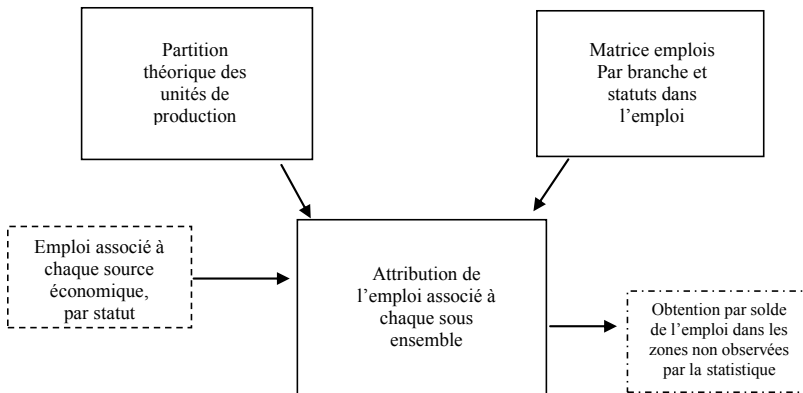 Partition
théorique des
unités de
production
Matrice emplois
Par branche et
statuts dans
l’emploi
Emploi associé à
chaque source
économique,
par statut
Attribution de
l’emploi associé à
chaque sous
ensemble
Obtention par solde
de l’emploi dans les
zones non observées
par la statistique